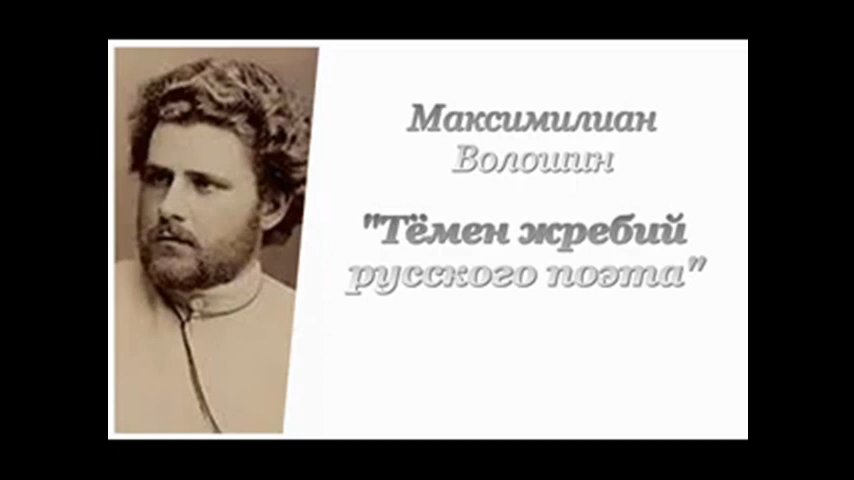 Максимилиан
Волошин
"Тёмен жребий
русского поэта"